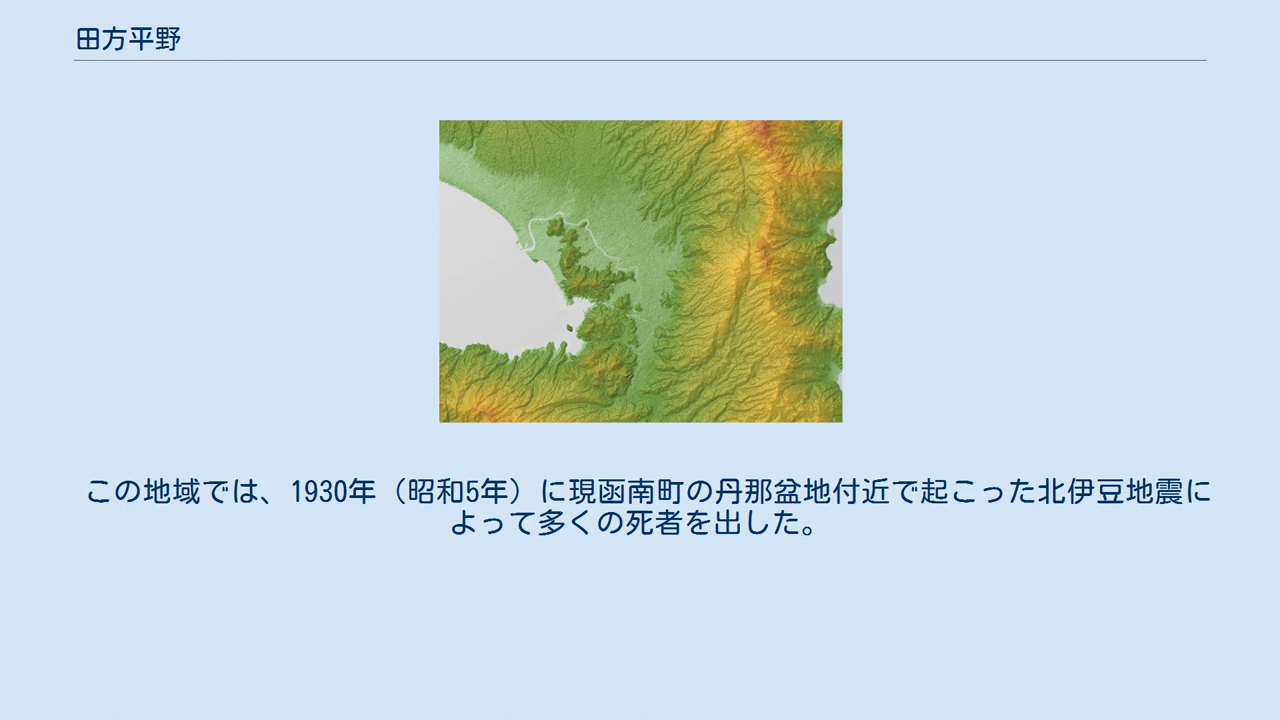 田方平野
この地域では、1930年（昭和5年）に現函南町の丹那盆地付近で起こった北伊豆地震に
よって多くの死者を出した。